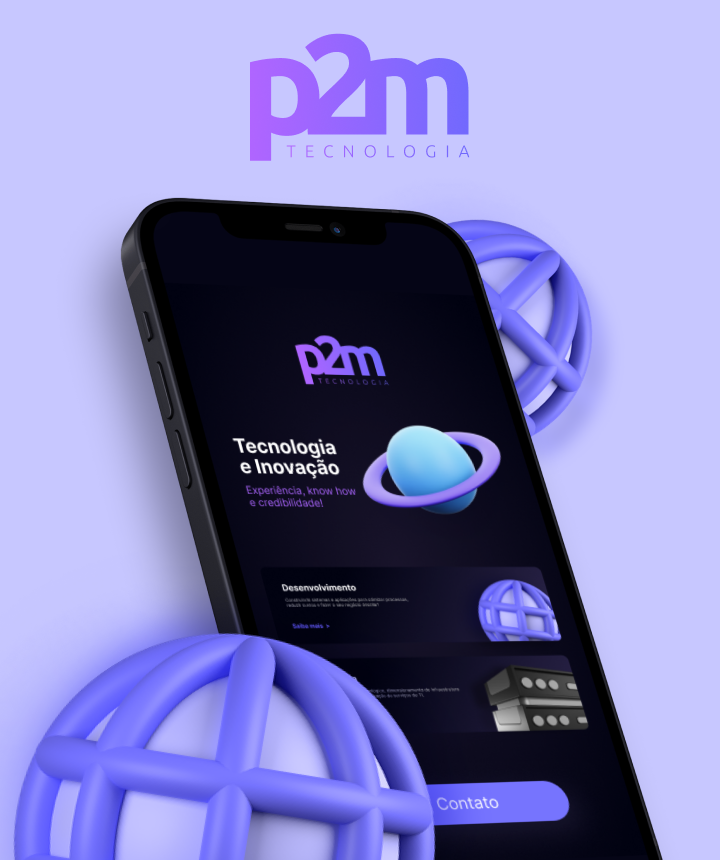 p2m
TECNOLOGIA
p2m
TECNOLOGIA
Tecnologia
e Inovação
Experiência, know how
e credibilidade!
Desenvolvimento
Saiba mais >
Contato